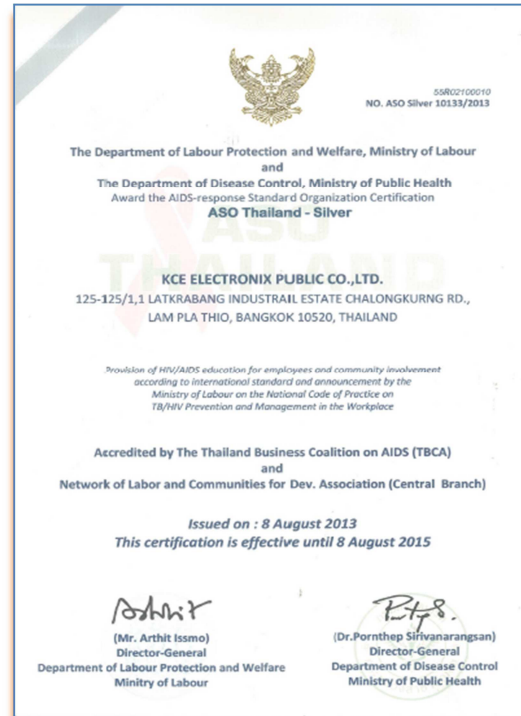 55R02100010
NO. ASO Silver 10133/2013
The Department of Labour Protection and Welfare, Ministry of Labour
and
The Department of Disease Control, Ministry of Public Health
Award the AIDS-response Standard Organization Certification
ASO Thailand - Silver
ASO
THAILAND
KCE ELECTRONIX PUBLIC CO.,LTD.
125-125/1,1 LATKRABANG INDUSTRAIL ESTATE CHALONGKURNG RD.,
LAM PLA THIO, BANGKOK 10520, THAILAND
Provision of HIV/AIDS education for employees and community involvement
according to international standard and announcement by the
Ministry of Labour on the National Code of Practice on
TB/HIV Prevention and Management in the Workplace
Accredited by The Thailand Business Coalition on AIDS (TBCA)
and
Network of Labor and Communities for Dev. Association (Central Branch)
Issued on : 8 August 2013
This certification is effective until 8 August 2015
(Mr. Arthit Issmo)
Director-General
Department of Labour Protection and Welfare
Minitry of Labour
(Dr.Pornthep Sirivanarangsan)
Director-General
Department of Disease Control
Ministry of Public Health